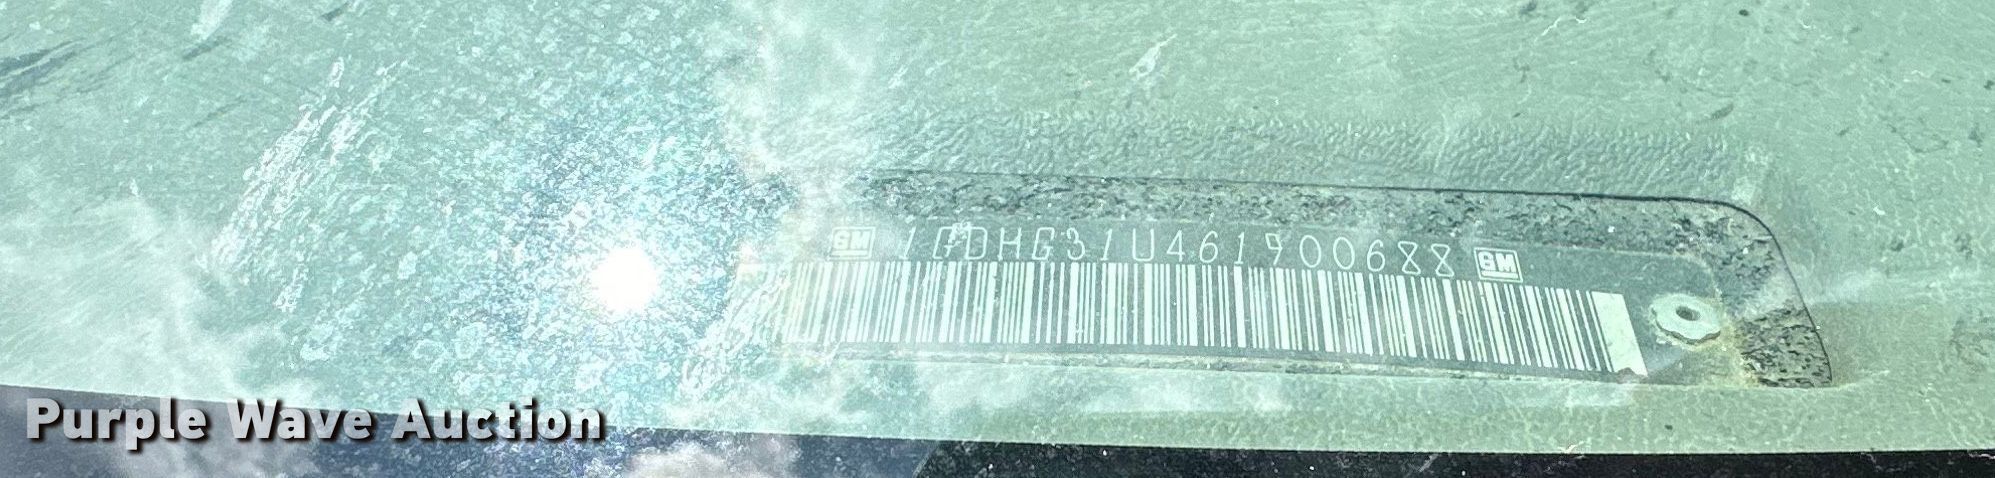 GM 1GDHG31U461900688 GM
Purple Wave Auction